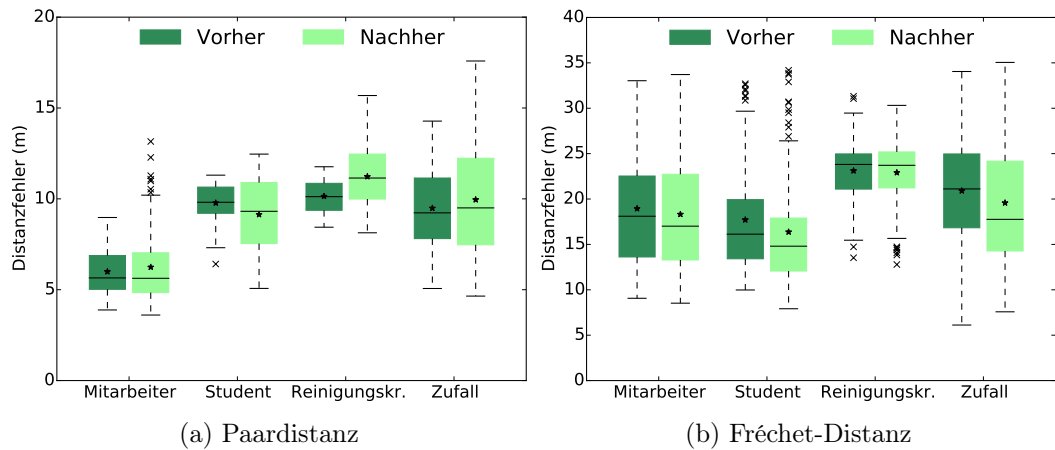 20
15
10
5
0
Distanzfehler (m)
Vorher
Nachher
Mitarbeiter
Student
Reinigungskr.
Zufall
(a) Paardistanz
40
35
30
25
20
15
10
5
0
Distanzfehler (m)
Vorher
Nachher
Mitarbeiter
Student
Reinigungskr.
Zufall
(b) Fréchet-Distanz